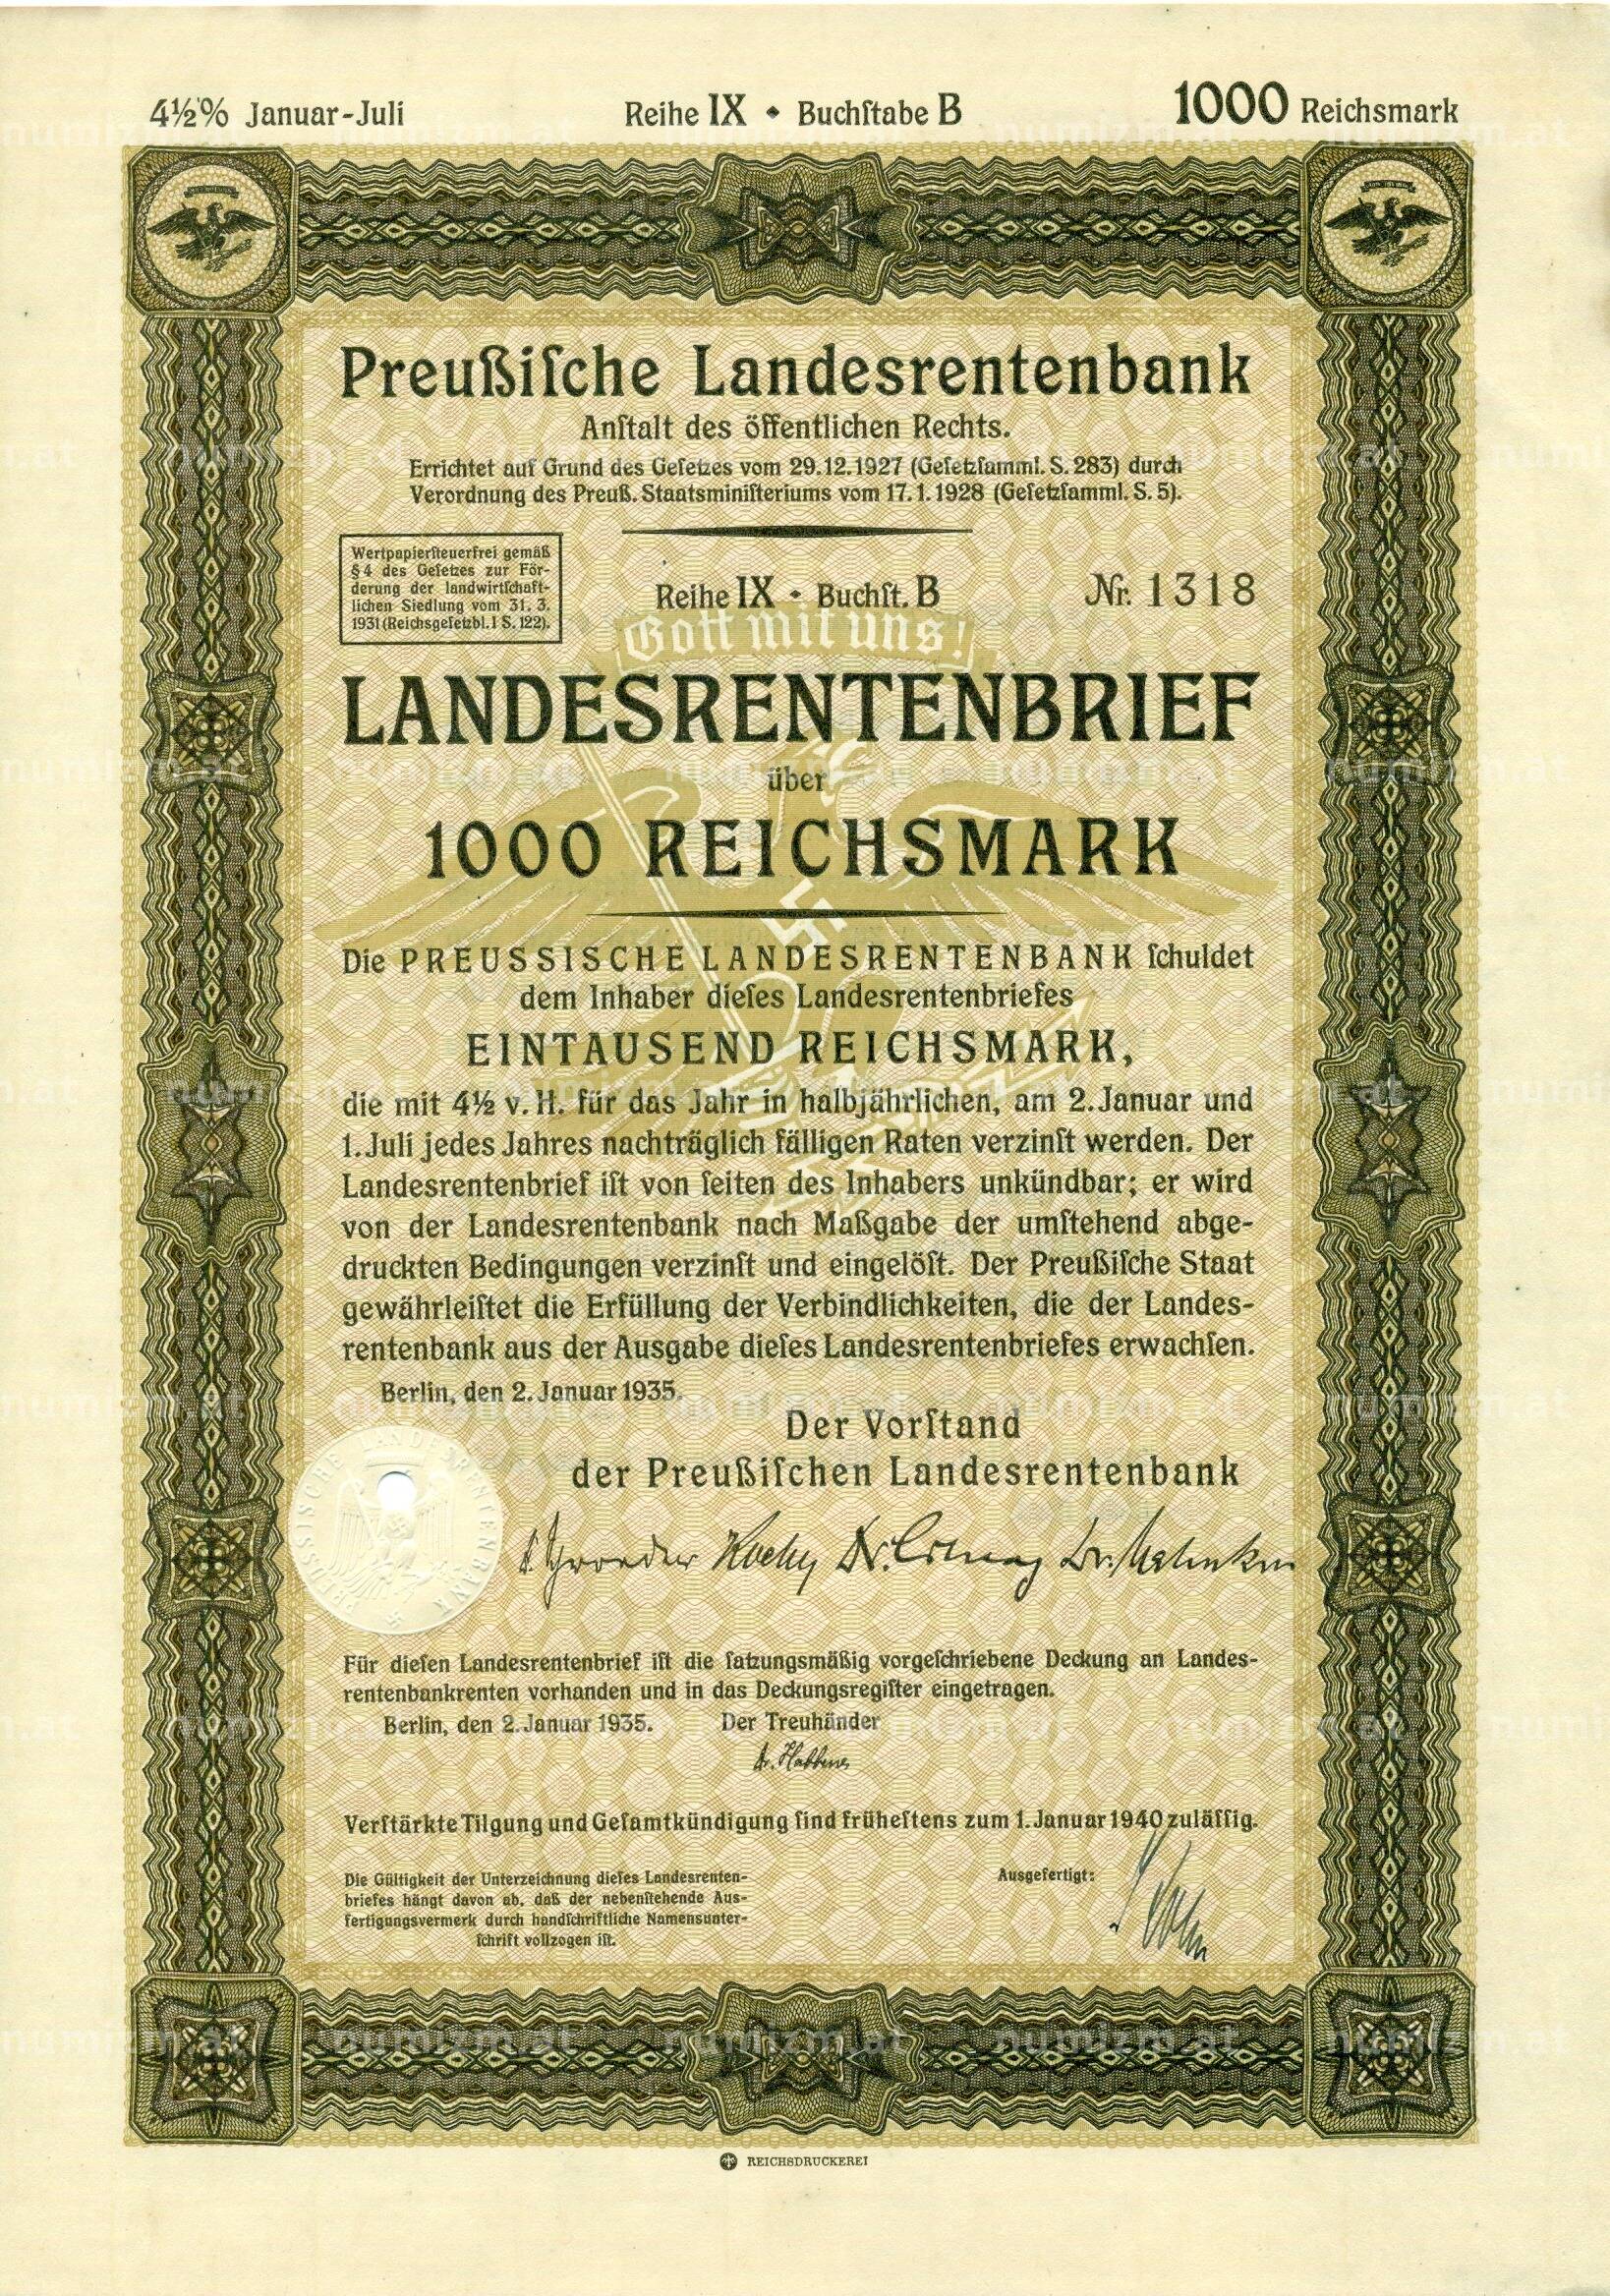 4½% Januar-Juli
Reihe IX • Buchſtabe B
1000 Reichsmark
Preußiſche Landesrentenbank
Anſtalt des öffentlichen Rechts.
Errichtet auf Grund des Geſetzes vom 29.12.1927 (Geſetzſamml. S. 283) durch
Verordnung des Preuß. Staatsminiſteriums vom 17.1.1928 (Geſetzſamml. S. 5).
Wertpapierſteuerfrei gemäß
§ 4 des Geſetzes zur För-
derung der landwirtſchaft-
lichen Siedlung vom 31. 3.
1931 (Reichsgeſetzbl. I S. 122).
Reihe IX • Buchſt. B
Nr. 1318
Gott mit uns!
LANDESRENTENBRIEF
über
1000 REICHSMARK
Die PREUSSISCHE LANDESRENTENBANK ſchuldet
dem Inhaber dieſes Landesrentenbriefes
EINTAUSEND REICHSMARK,
die mit 4½ v. H. für das Jahr in halbjährlichen, am 2. Januar und
1. Juli jedes Jahres nachträglich fälligen Raten verzinſt werden. Der
Landesrentenbrief iſt von ſeiten des Inhabers unkündbar; er wird
von der Landesrentenbank nach Maßgabe der umſtehend abge-
druckten Bedingungen verzinſt und eingelöſt. Der Preußiſche Staat
gewährleiſtet die Erfüllung der Verbindlichkeiten, die der Landes-
rentenbank aus der Ausgabe dieſes Landesrentenbriefes erwachſen.
Berlin, den 2. Januar 1935.
Der Vorſtand
der Preußiſchen Landesrentenbank
PREUSSISCHE LANDESRENTENBANK
Für dieſen Landesrentenbrief iſt die ſatzungsmäßig vorgeſchriebene Deckung an Landes-
rentenbankrenten vorhanden und in das Deckungsregiſter eingetragen.
Berlin, den 2. Januar 1935. Der Treuhänder
Verſtärkte Tilgung und Geſamtkündigung ſind früheſtens zum 1. Januar 1940 zuläſſig.
Die Gültigkeit der Unterzeichnung dieſes Landesrenten-
briefes hängt davon ab, daß der nebenſtehende Aus-
fertigungsvermerk durch handſchriftliche Namensunter-
ſchrift vollzogen iſt.
Ausgefertigt:
REICHSDRUCKEREI
numizm.at